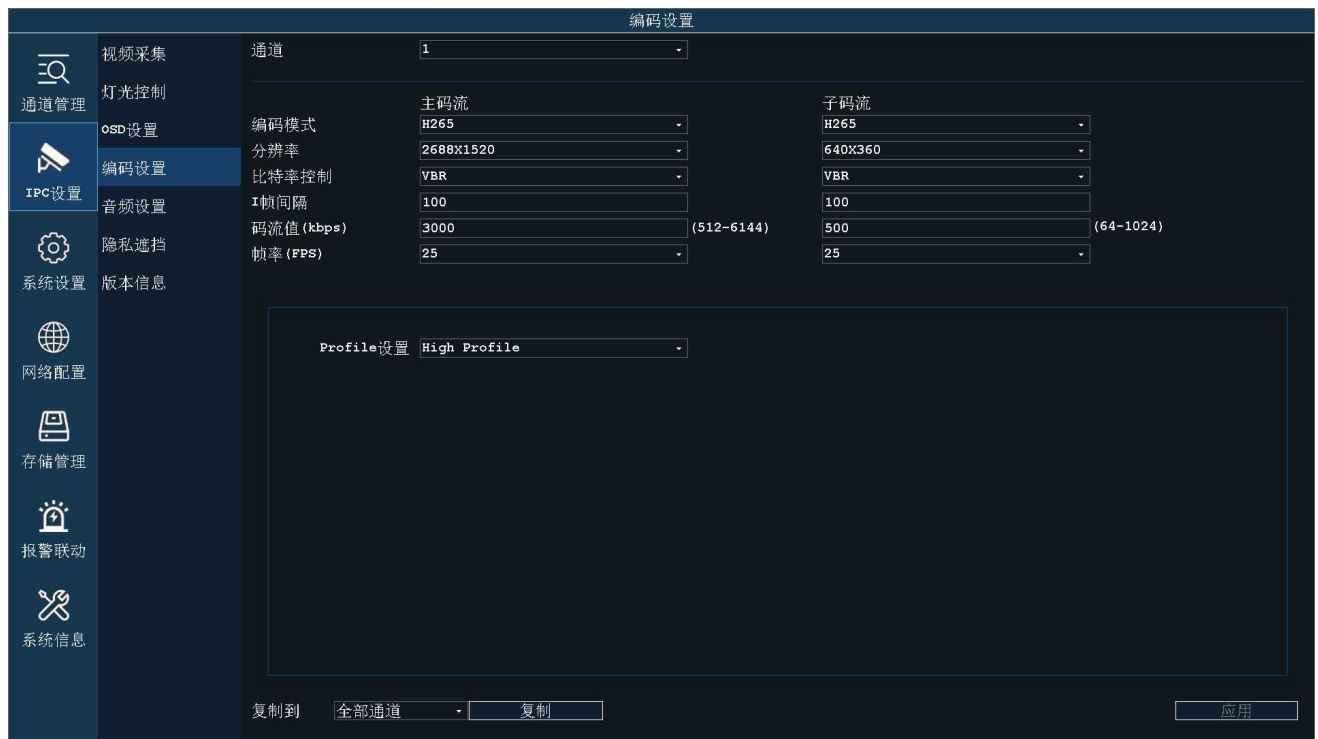 编码设置
通道管理
IPC设置
系统设置
网络配置
存储管理
报警联动
系统信息
视频采集
灯光控制
OSD设置
编码设置
音频设置
隐私遮挡
版本信息
通道 1
主码流 子码流
编码模式 H265 H265
分辨率 2688X1520 640X360
比特率控制 VBR VBR
I帧间隔 100 100
码流值(kbps) 3000 (512-6144) 500 (64-1024)
帧率(FPS) 25 25
Profile设置 High Profile
复制到 全部通道 复制 应用